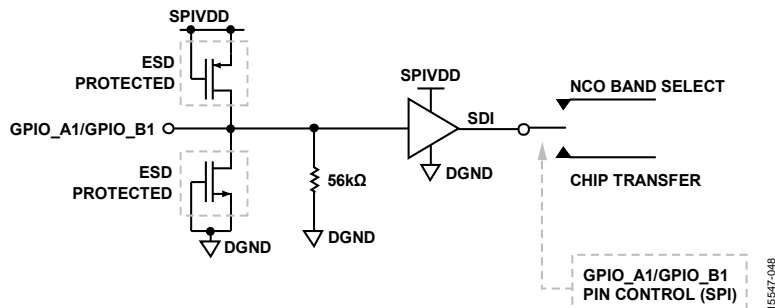 SPIVDD
ESD
PROTECTED
SPIVDD
NCO BAND SELECT
SDI
GPIO_A1/GPIO_B1
ESD
PROTECTED
56kΩ
DGND
CHIP TRANSFER
DGND
DGND
GPIO_A1/GPIO_B1
PIN CONTROL (SPI)
15547-048